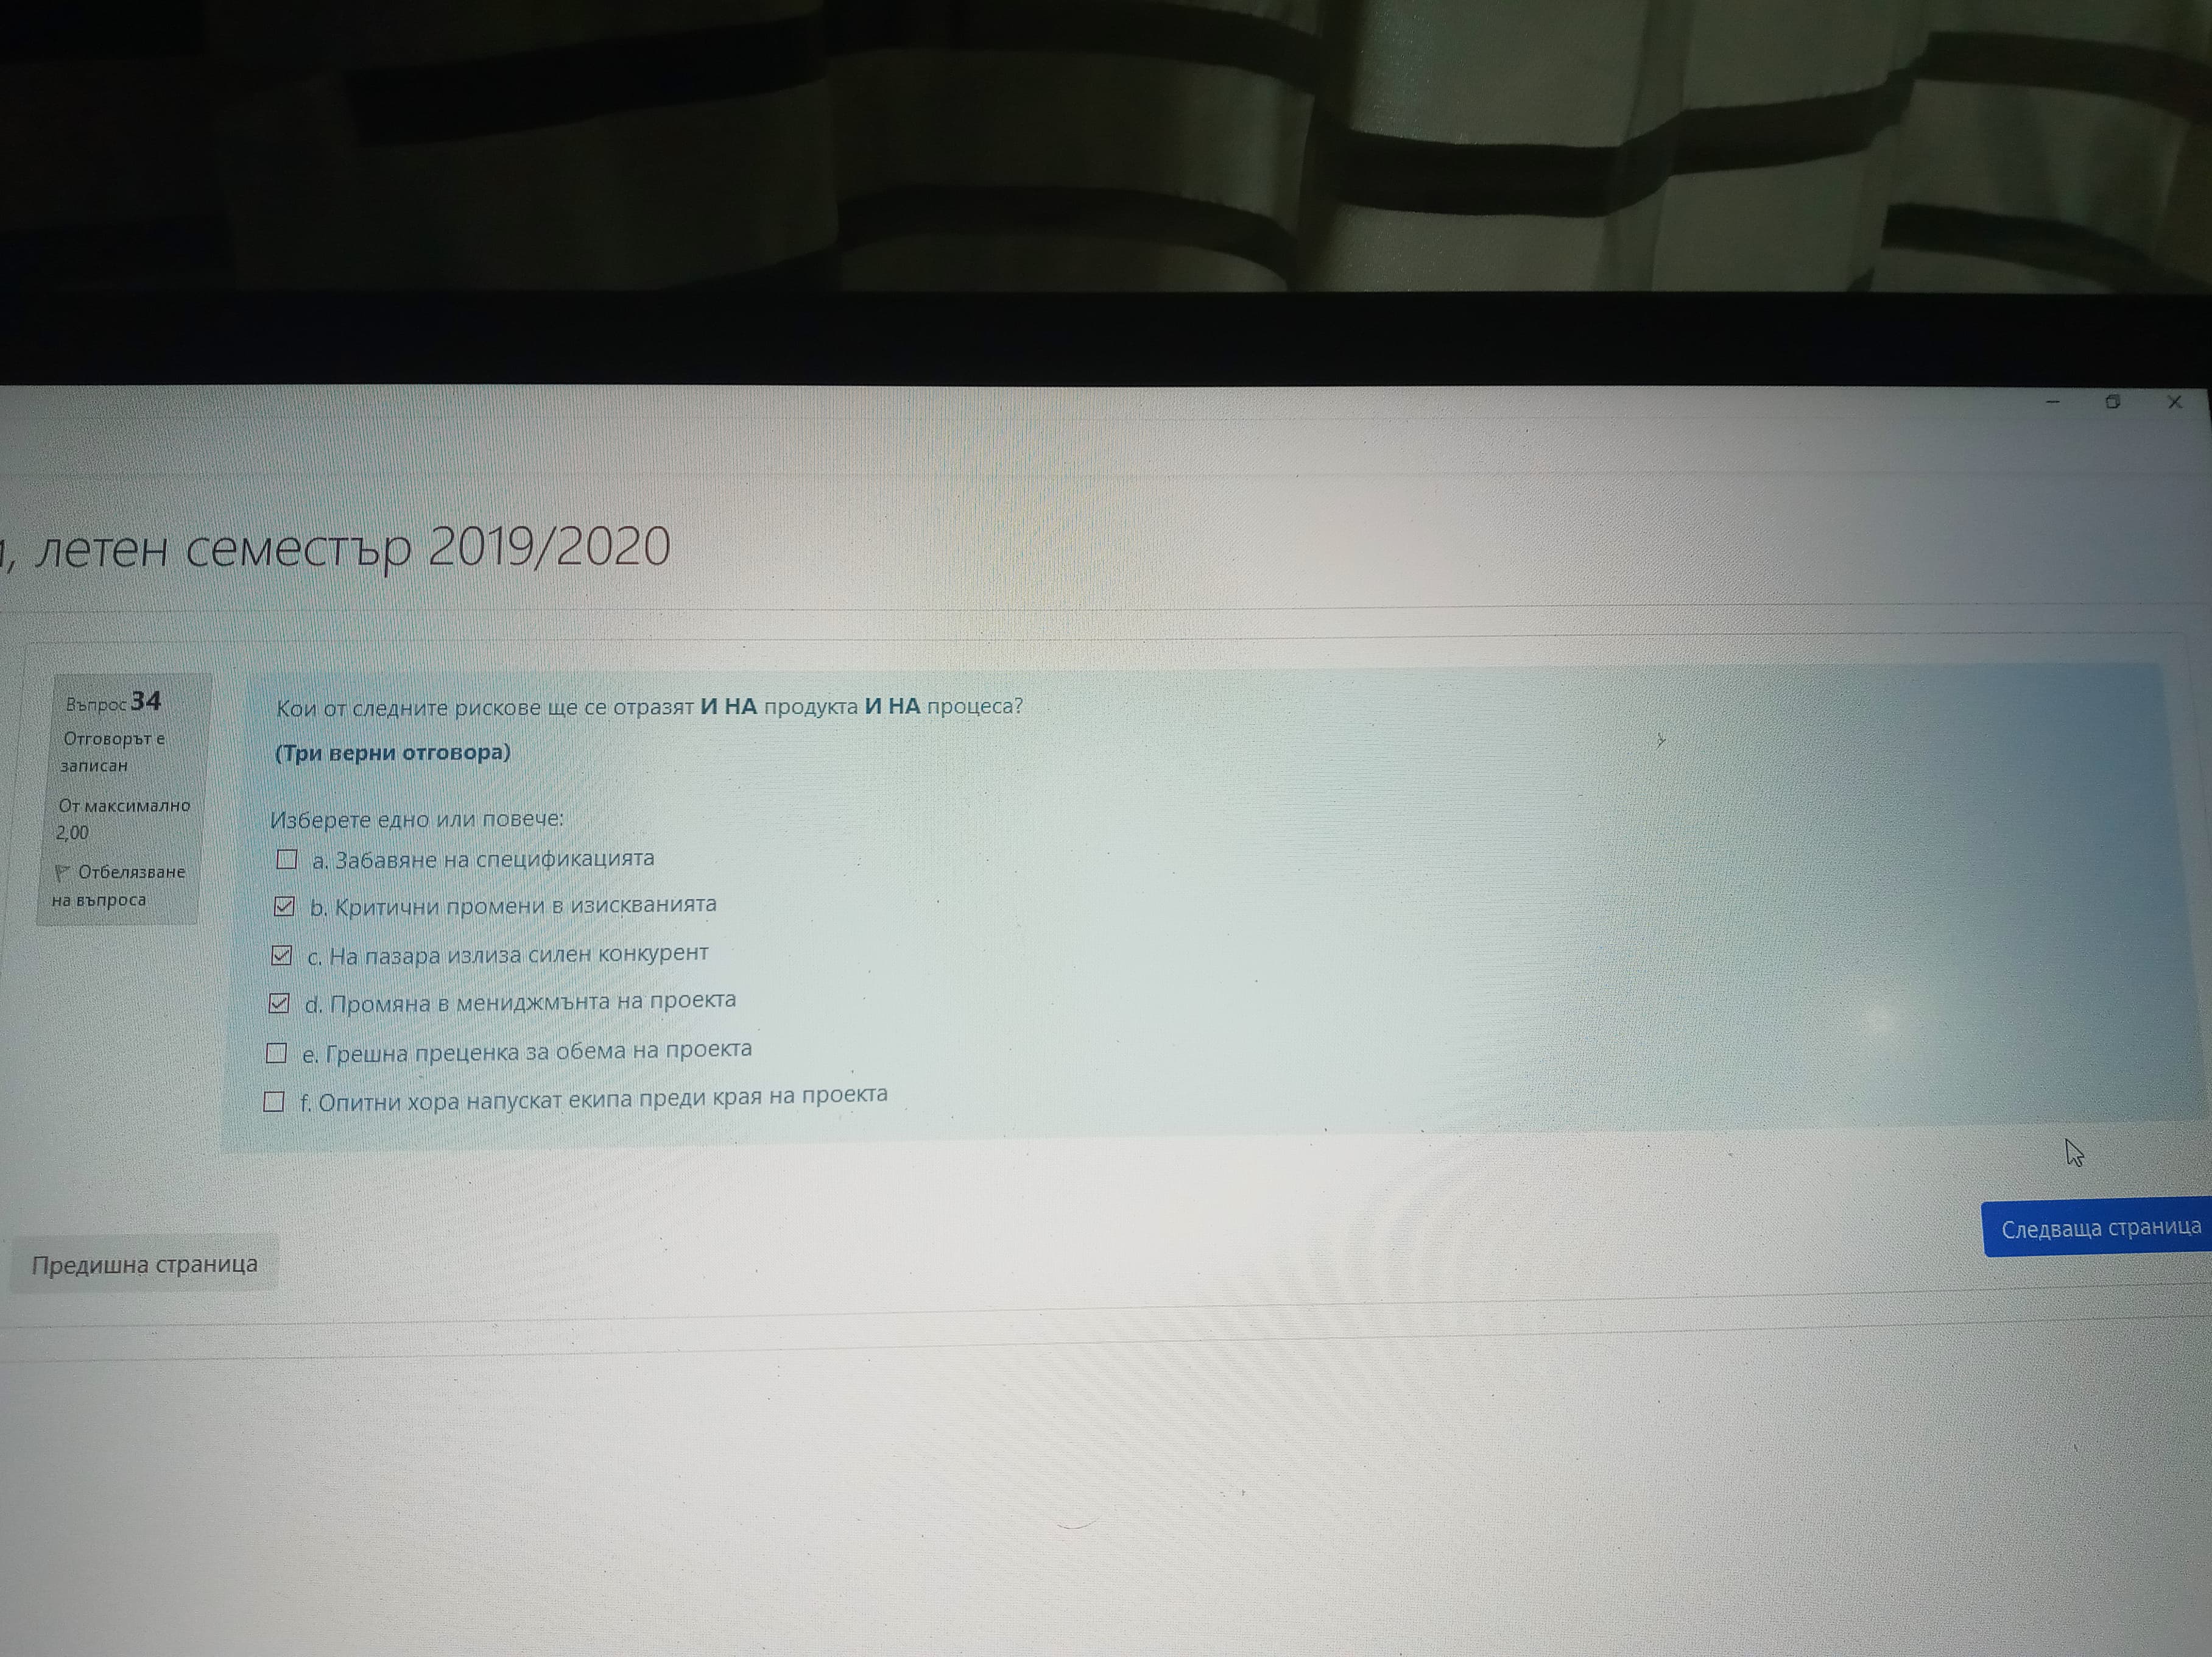 , летен семестър 2019/2020
Въпрос 34
Отговорът е
записан
От максимално
2,00
Отбелязване
на въпроса
Кои от следните рискове ще се отразят И НА продукта И НА процеса?
(Три верни отговора)
Изберете едно или повече:
a. Забавяне на спецификацията
b. Критични промени в изискванията
c. На пазара излиза силен конкурент
d. Промяна в мениджмънта на проекта
e. Грешна преценка за обема на проекта
f. Опитни хора напускат екипа преди края на проекта
Предишна страница
Следваща страница